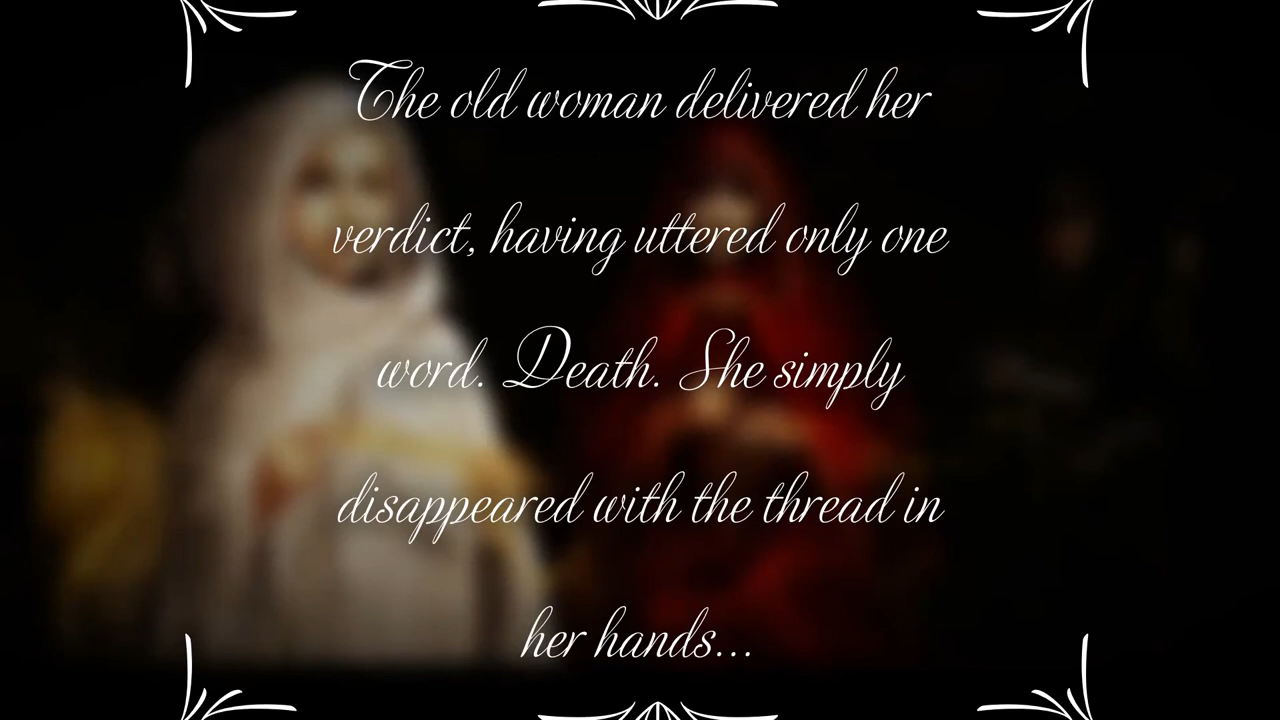 The old woman delivered her
verdict, having uttered only one
word. Death. She simply
disappeared with the thread in
her hands...